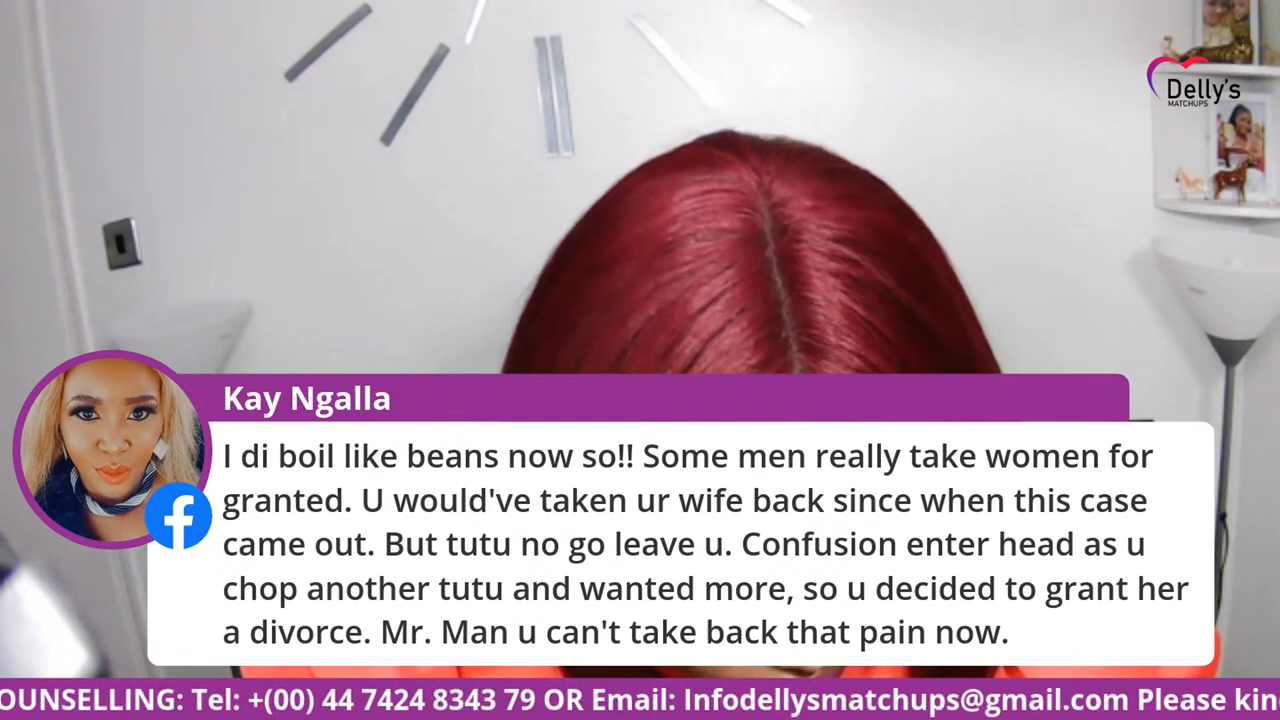 Delly's
MATCHUPS
Kay Ngalla
I di boil like beans now so!! Some men really take women for
granted. U would've taken ur wife back since when this case
came out. But tutu no go leave u. Confusion enter head as u
chop another tutu and wanted more, so u decided to grant her
a divorce. Mr. Man u can't take back that pain now.
OUNSELLING: Tel: +(00) 44 7424 8343 79 OR Email: Infodellysmatchups@gmail.com Please kin